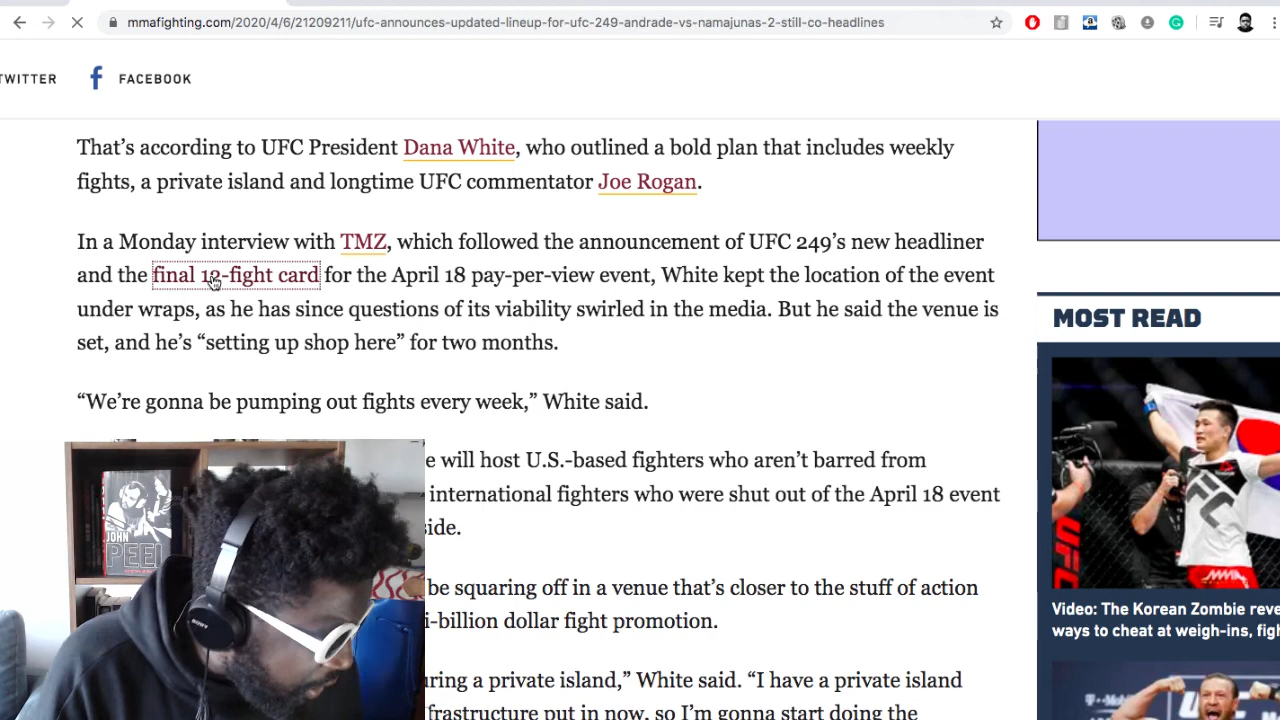 mmafighting.com/2020/4/6/21209211/ufc-announces-updated-lineup-for-ufc-249-andrade-vs-namajunas-2-still-co-headlines
TWITTER
FACEBOOK
That’s according to UFC President Dana White, who outlined a bold plan that includes weekly
fights, a private island and longtime UFC commentator Joe Rogan.
In a Monday interview with TMZ, which followed the announcement of UFC 249’s new headliner
and the final 12-fight card for the April 18 pay-per-view event, White kept the location of the event
under wraps, as he has since questions of its viability swirled in the media. But he said the venue is
set, and he’s “setting up shop here” for two months.
“We’re gonna be pumping out fights every week,” White said.
e will host U.S.-based fighters who aren’t barred from
international fighters who were shut out of the April 18 event
side.
be squaring off in a venue that’s closer to the stuff of action
i-billion dollar fight promotion.
uring a private island,” White said. “I have a private island
frastructure put in now, so I’m gonna start doing the
MOST READ
UFC
Video: The Korean Zombie reve
ways to cheat at weigh-ins, figh
JOHN
PEEL
SONY